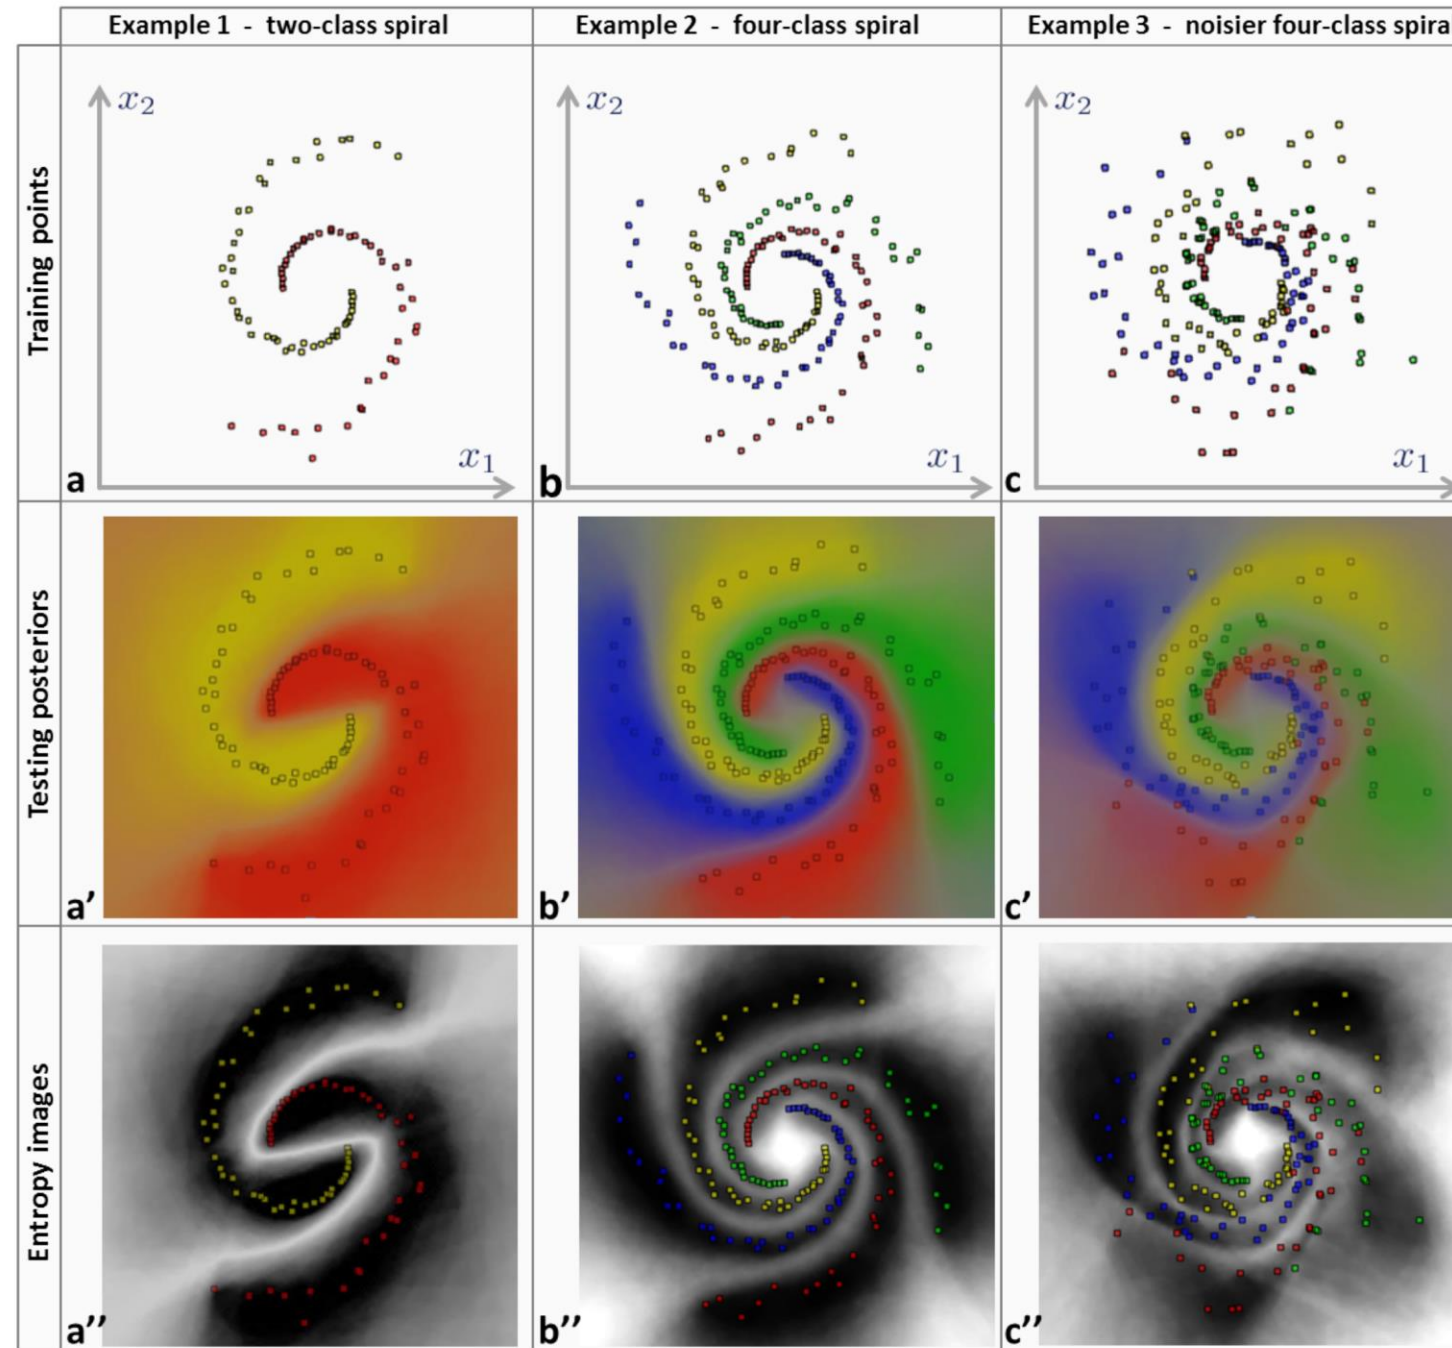 Example 1 - two-class spiral
Example 2 - four-class spiral
Example 3 - noisier four-class spira
Training points
x2
x1
a
x2
x1
b
x2
x1
c
Testing posteriors
a′
b′
c′
Entropy images
a′′
b′′
c′′